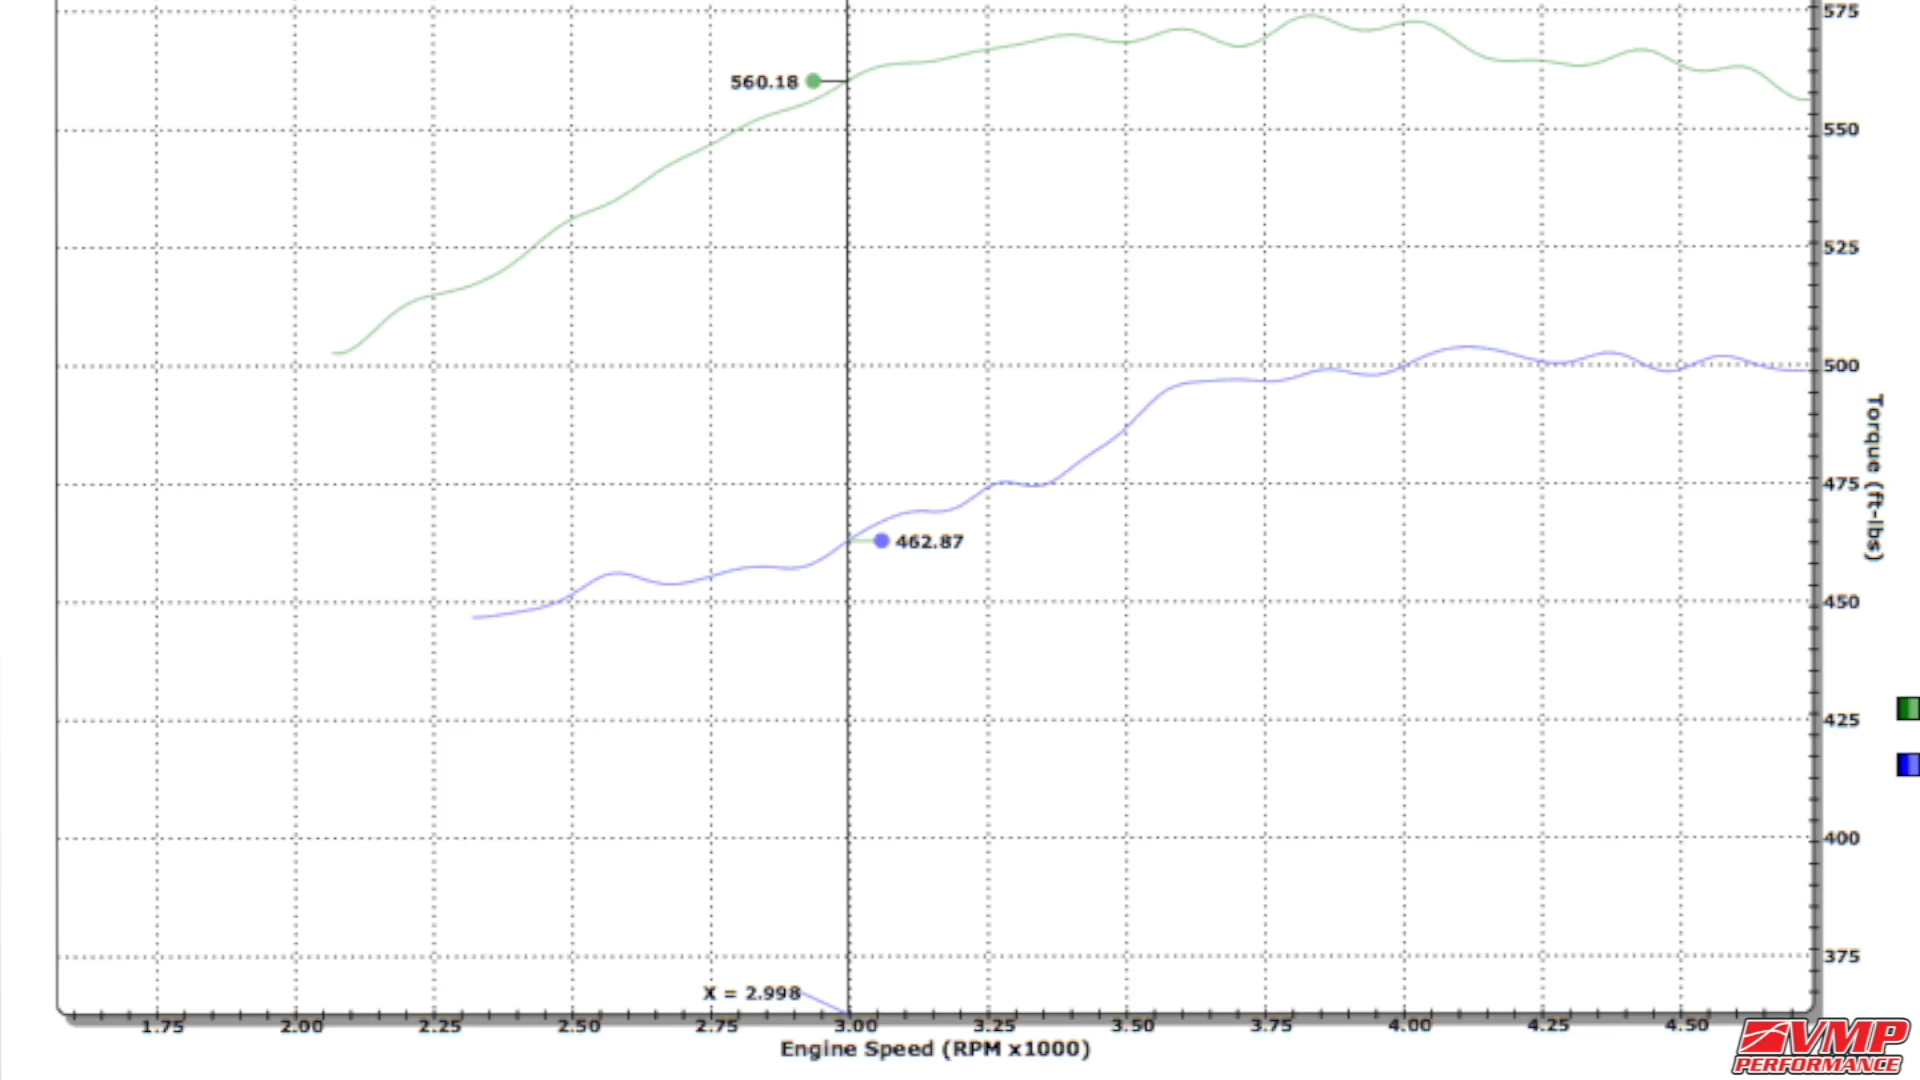 575
560.18
550
525
500
Torque (ft-lbs)
475
462.87
450
425
400
375
X = 2.998
1.75 2.00 2.25 2.50 2.75 3.00 3.25 3.50 3.75 4.00 4.25 4.50
Engine Speed (RPM x1000)
VMP
PERFORMANCE